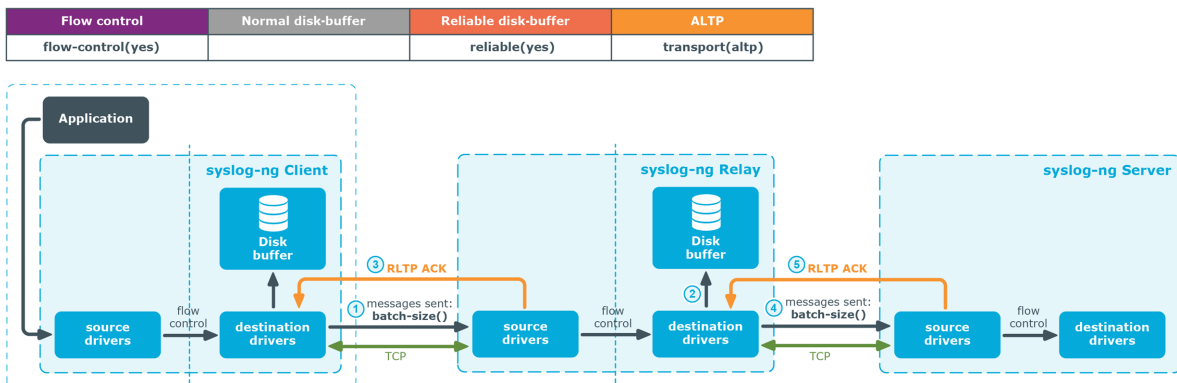 Flow control
Normal disk-buffer
Reliable disk-buffer
ALTP
flow-control(yes)
reliable(yes)
transport(altp)
Application
syslog-ng Client
syslog-ng Relay
syslog-ng Server
Disk
buffer
Disk
buffer
3 RLTP ACK
5 RLTP ACK
1 messages sent:
batch-size()
2
4 messages sent:
batch-size()
source
drivers
flow
control
destination
drivers
TCP
source
drivers
flow
control
destination
drivers
TCP
source
drivers
flow
control
destination
drivers